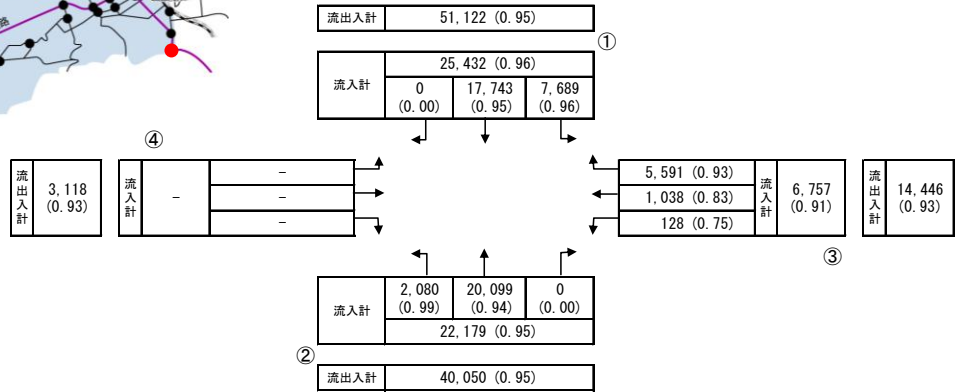 路
流出入計 51,122 (0.95)
①
流入計 25,432 (0.96)
0 17,743 7,689
(0.00) (0.95) (0.96)
④
流出入計 3,118 (0.93)
流入計 －
－
－
－
5,591 (0.93)
1,038 (0.83)
128 (0.75)
流入計 6,757 (0.91)
流出入計 14,446 (0.93)
③
流入計 2,080 20,099 0
(0.99) (0.94) (0.00)
22,179 (0.95)
②
流出入計 40,050 (0.95)